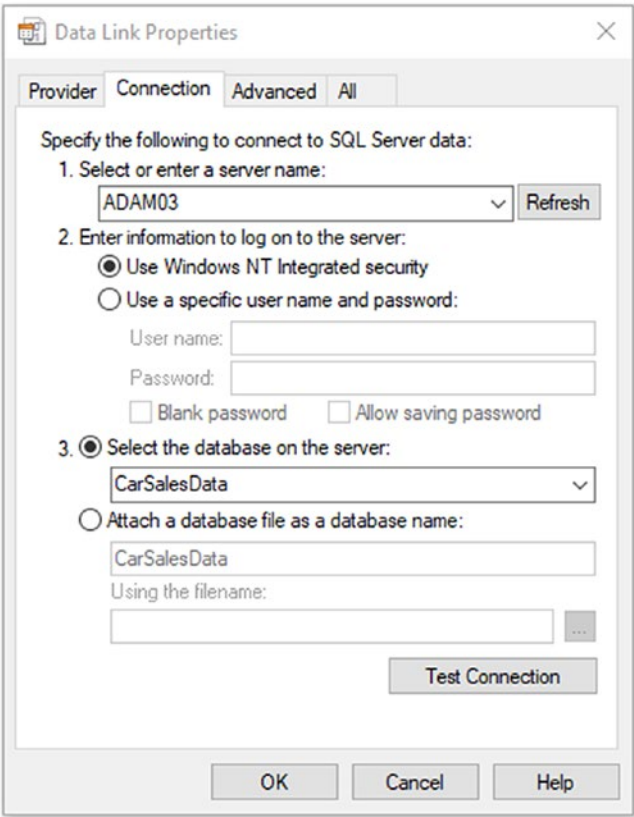 Data Link Properties
Provider Connection Advanced All
Specify the following to connect to SQL Server data:
1. Select or enter a server name:
ADAM03 Refresh
2. Enter information to log on to the server:
Use Windows NT Integrated security
Use a specific user name and password:
User name:
Password:
Blank password Allow saving password
3. Select the database on the server:
CarSalesData
Attach a database file as a database name:
CarSalesData
Using the filename:
...
Test Connection
OK Cancel Help